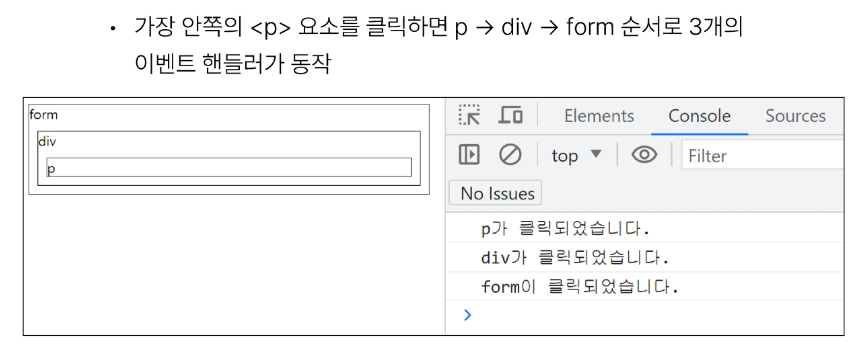 • 가장 안쪽의 <p> 요소를 클릭하면 p → div → form 순서로 3개의
이벤트 핸들러가 동작
form
div
p
Elements Console Sources
top ▼ Filter
No Issues
p가 클릭되었습니다.
div가 클릭되었습니다.
form이 클릭되었습니다.
>